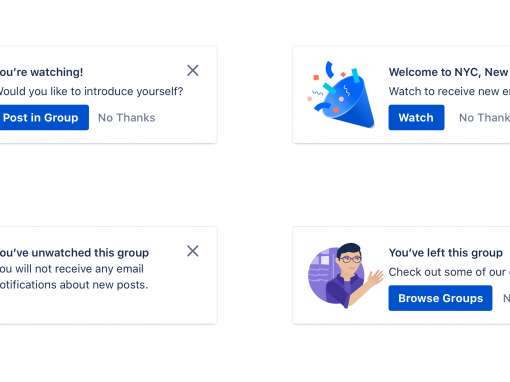 ou’re watching!
Would you like to introduce yourself?
Post in Group No Thanks
Welcome to NYC, New
Watch to receive new e
Watch No Thank
ou’ve unwatched this group
ou will not receive any email
otifications about new posts.
You’ve left this group
Check out some of our
Browse Groups N